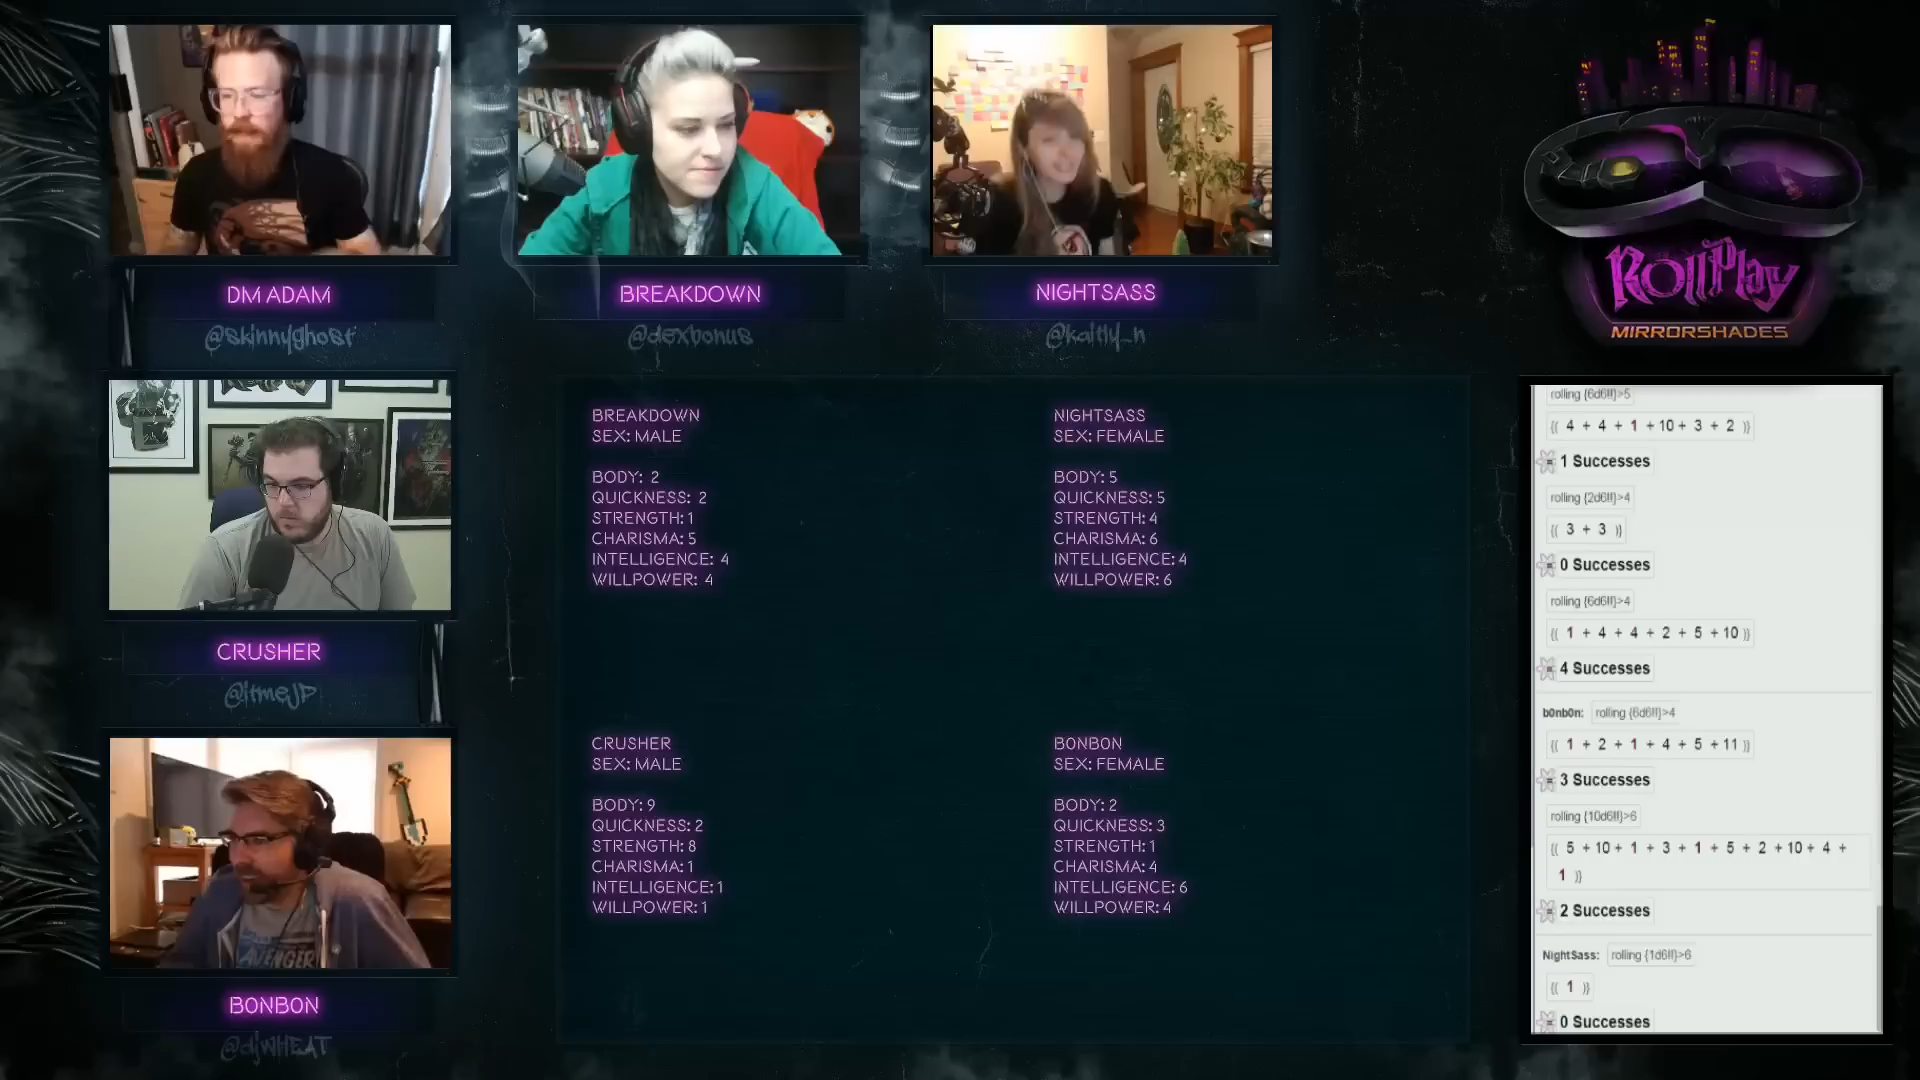 DM ADAM
@skinnyghost
BREAKDOWN
@dexbonus
NIGHTSASS
@kaitly_n
ROLLPLAY
MIRRORSHADES
CRUSHER
@itmeJP
B0NB0N
@djWHEAT
BREAKDOWN
SEX: MALE
BODY: 2
QUICKNESS: 2
STRENGTH: 1
CHARISMA: 5
INTELLIGENCE: 4
WILLPOWER: 4
NIGHTSASS
SEX: FEMALE
BODY: 5
QUICKNESS: 5
STRENGTH: 4
CHARISMA: 6
INTELLIGENCE: 4
WILLPOWER: 6
CRUSHER
SEX: MALE
BODY: 9
QUICKNESS: 2
STRENGTH: 8
CHARISMA: 1
INTELLIGENCE: 1
WILLPOWER: 1
B0NB0N
SEX: FEMALE
BODY: 2
QUICKNESS: 3
STRENGTH: 1
CHARISMA: 4
INTELLIGENCE: 6
WILLPOWER: 4
rolling {6d6!!}>5
{( 4 + 4 + 1 + 10 + 3 + 2 )}
= 1 Successes
rolling {2d6!!}>4
{( 3 + 3 )}
= 0 Successes
rolling {6d6!!}>4
{( 1 + 4 + 4 + 2 + 5 + 10 )}
= 4 Successes
b0nb0n: rolling {6d6!!}>4
{( 1 + 2 + 1 + 4 + 5 + 11 )}
= 3 Successes
rolling {10d6!!}>6
{( 5 + 10 + 1 + 3 + 1 + 5 + 2 + 10 + 4 +
1 )}
= 2 Successes
NightSass: rolling {1d6!!}>6
{( 1 )}
= 0 Successes
AVENGER